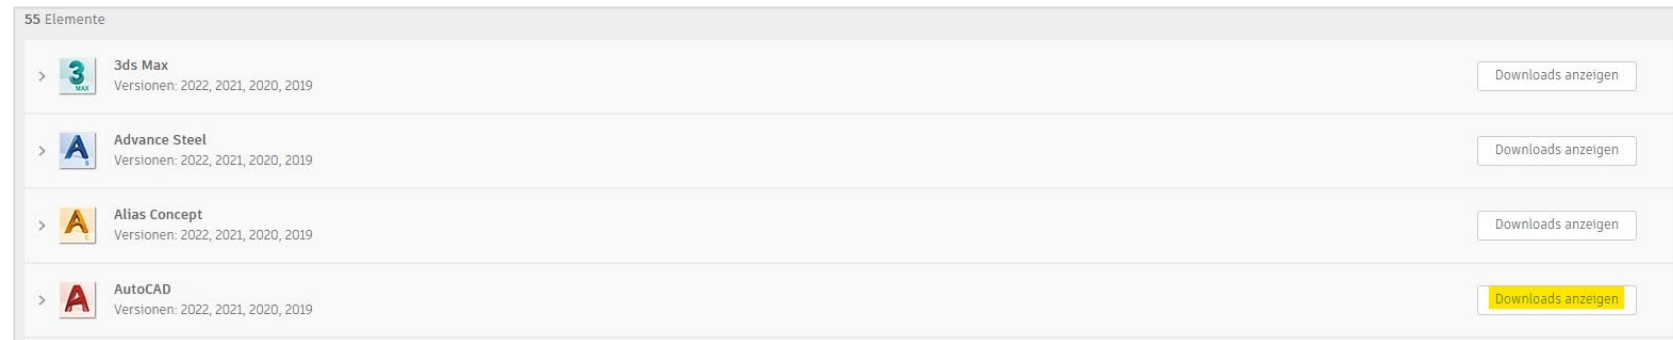 55 Elemente
3ds Max
Versionen: 2022, 2021, 2020, 2019
Downloads anzeigen
Advance Steel
Versionen: 2022, 2021, 2020, 2019
Downloads anzeigen
Alias Concept
Versionen: 2022, 2021, 2020, 2019
Downloads anzeigen
AutoCAD
Versionen: 2022, 2021, 2020, 2019
Downloads anzeigen